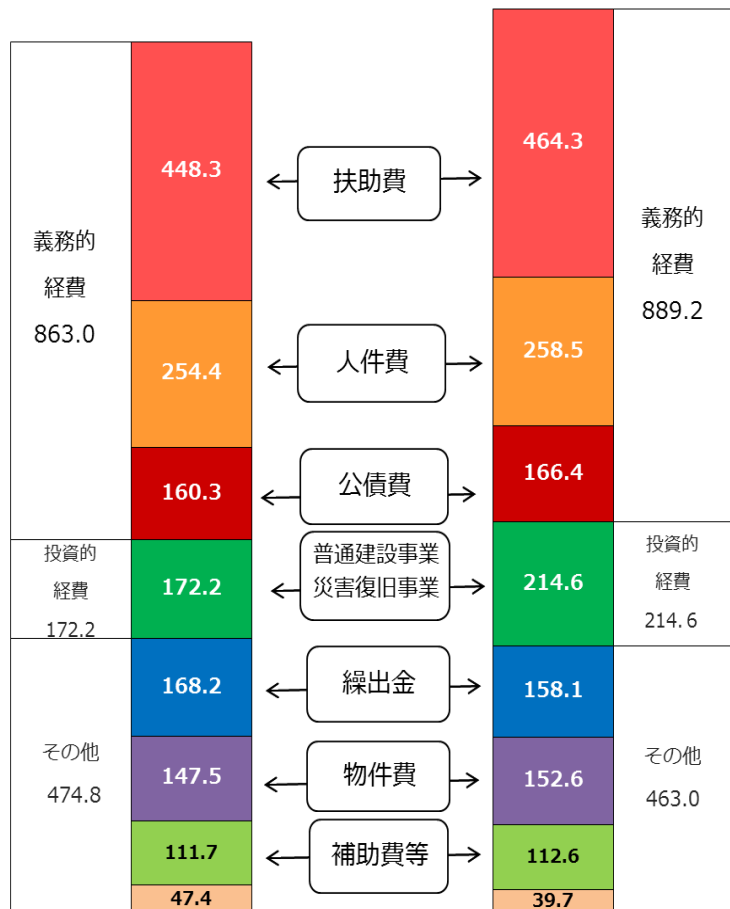 義務的
経費
863.0
投資的
経費
172.2
その他
474.8
448.3
254.4
160.3
172.2
168.2
147.5
111.7
47.4
扶助費
人件費
公債費
普通建設事業
災害復旧事業
繰出金
物件費
補助費等
464.3
258.5
166.4
214.6
158.1
152.6
112.6
39.7
義務的
経費
889.2
投資的
経費
214.6
その他
463.0